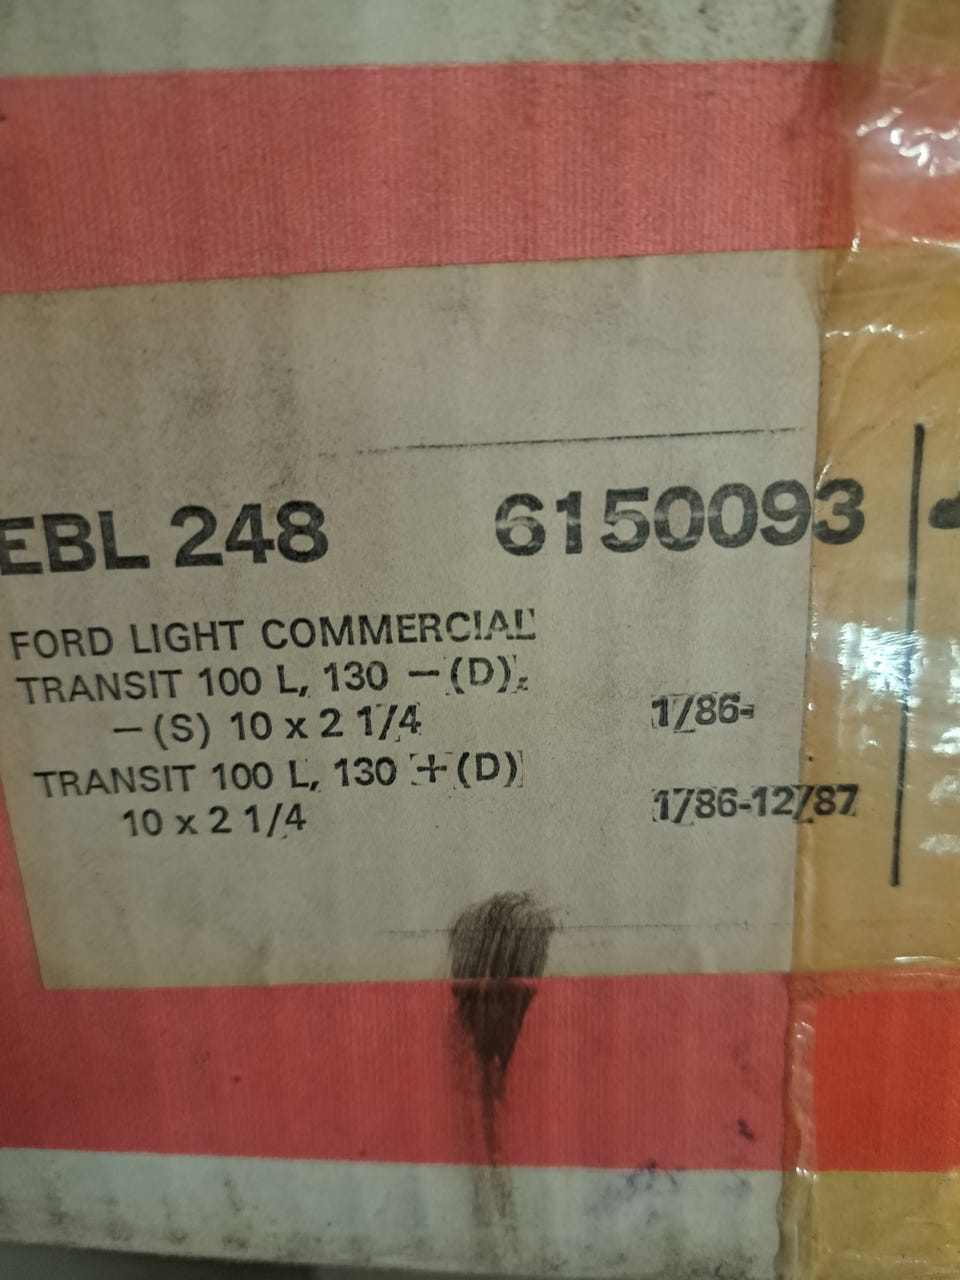 EBL 248 6150093
FORD LIGHT COMMERCIAL
TRANSIT 100 L, 130 –(D),
–(S) 10 x 2 1/4 1/86-
TRANSIT 100 L, 130 +(D)
10 x 2 1/4 1/86-12/87